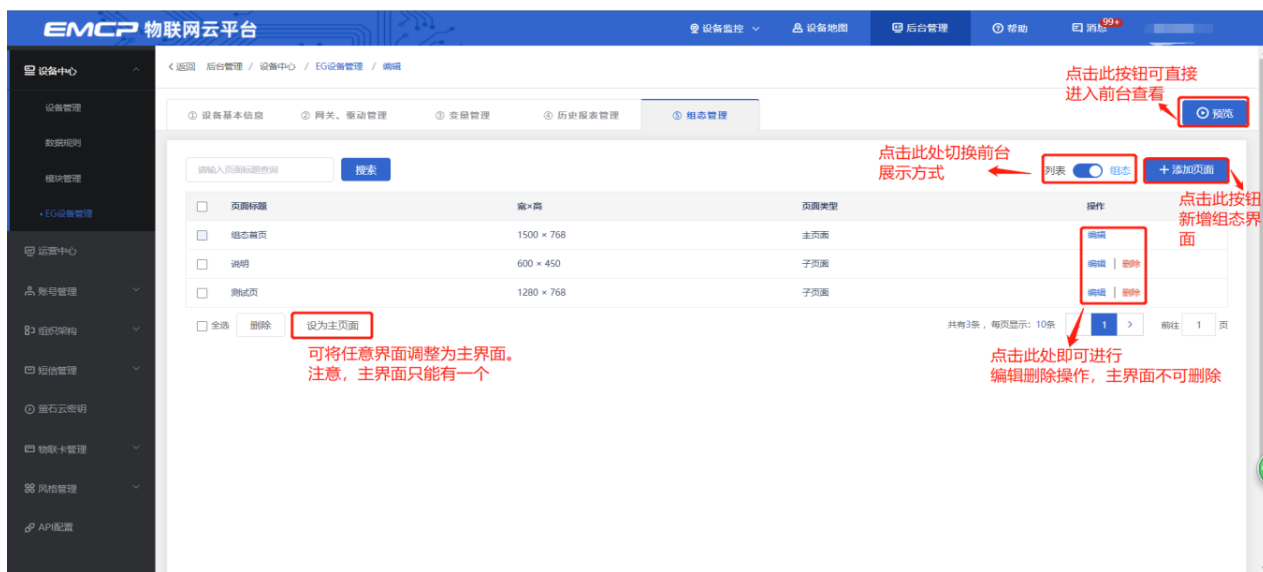 EMCP 物联网云平台
设备监控
设备地图
后台管理
帮助
消息
99+
设备中心
设备管理
数据规则
模块管理
• EG设备管理
运营中心
账号管理
组织架构
短信管理
萤石云密钥
物联卡管理
风格管理
API配置
< 返回 后台管理 / 设备中心 / EG设备管理 / 编辑
① 设备基本信息
② 网关、驱动管理
③ 变量管理
④ 历史报表管理
⑤ 组态管理
点击此按钮可直接
进入前台查看
预览
请输入页面标题查询
搜索
点击此处切换前台
展示方式
列表
组态
+ 添加页面
点击此按钮
新增组态界
面
页面标题 宽×高 页面类型 操作
组态首页 1500 × 768 主页面 编辑
说明 600 × 450 子页面 编辑 | 删除
测试页 1280 × 768 子页面 编辑 | 删除
全选 删除 设为主页面
共有3条，每页显示: 10条 1 > 前往 1 页
可将任意界面调整为主界面。
注意，主界面只能有一个
点击此处即可进行
编辑删除操作，主界面不可删除